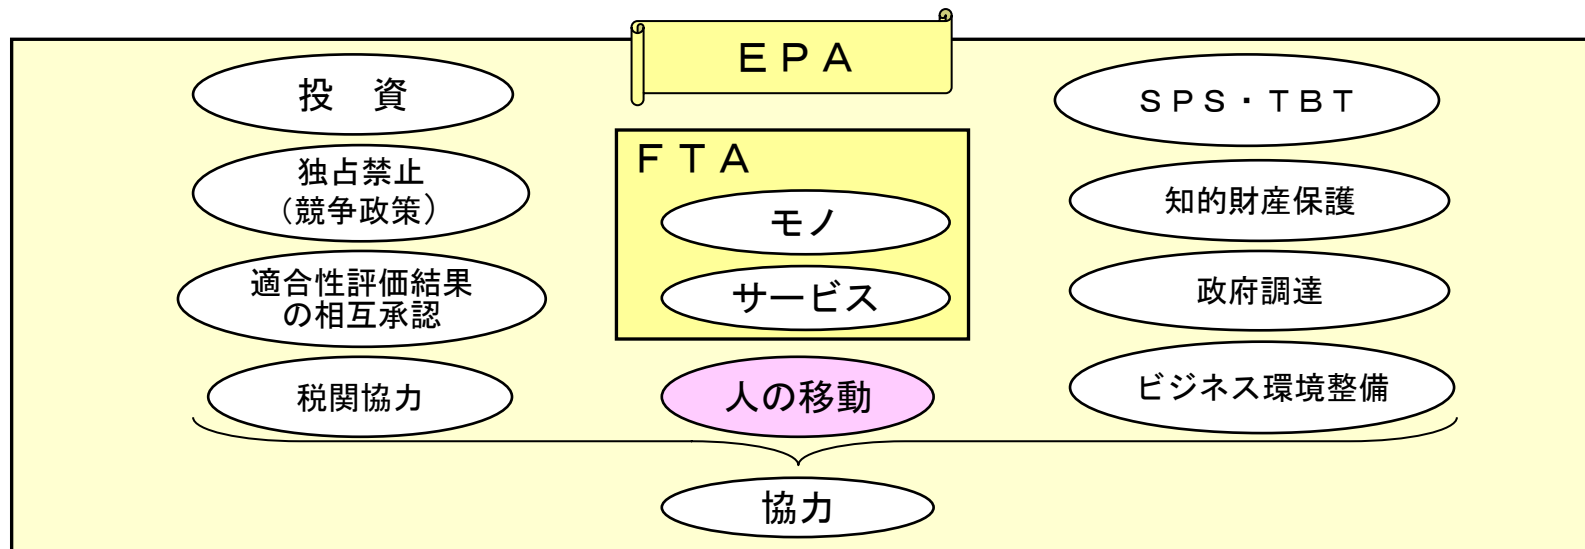 ＥＰＡ
投　資
独占禁止
（競争政策）
適合性評価結果
の相互承認
税関協力
ＦＴＡ
モノ
サービス
人の移動
ＳＰＳ・ＴＢＴ
知的財産保護
政府調達
ビジネス環境整備
協力